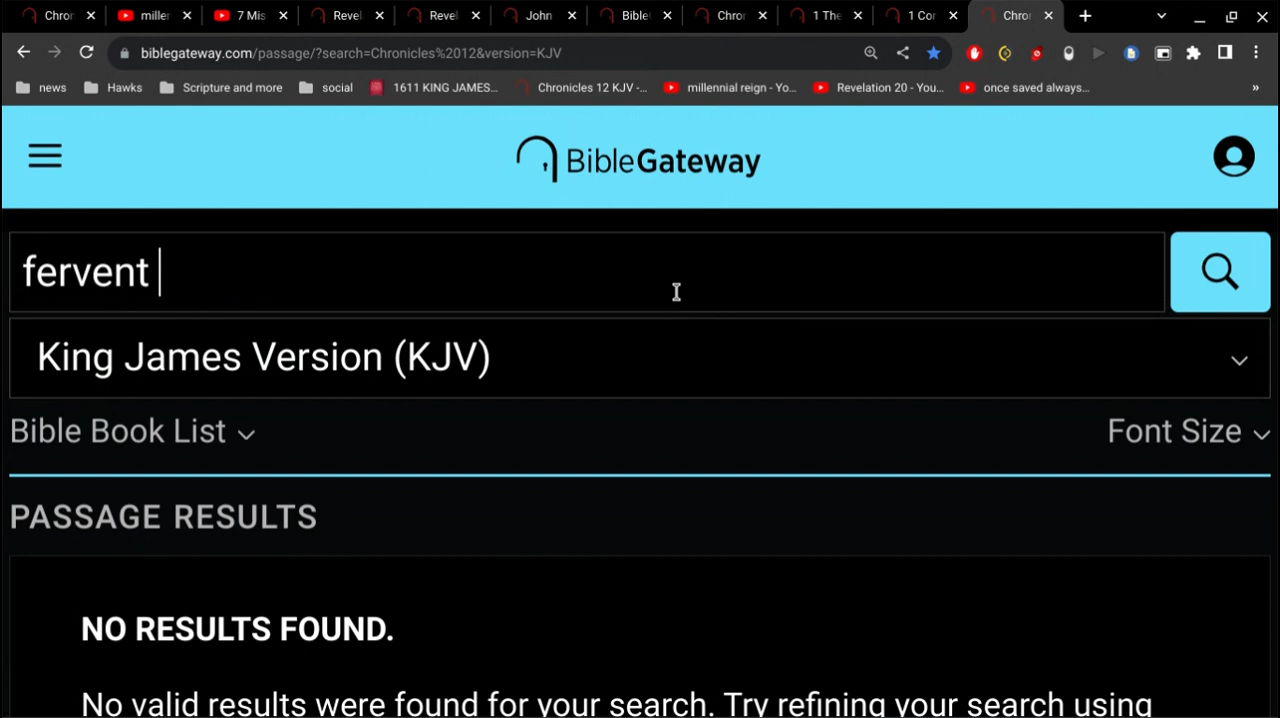 Chron
miller
7 Mis
Revel
Revel
John
Bible
Chron
1 The
1 Cor
Chron
biblegateway.com/passage/?search=Chronicles%2012&version=KJV
news
Hawks
Scripture and more
social
1611 KING JAMES...
Chronicles 12 KJV -...
millennial reign - Yo...
Revelation 20 - You...
once saved always...
»
BibleGateway
fervent
King James Version (KJV)
Bible Book List
Font Size
PASSAGE RESULTS
NO RESULTS FOUND.
No valid results were found for your search. Try refining your search using